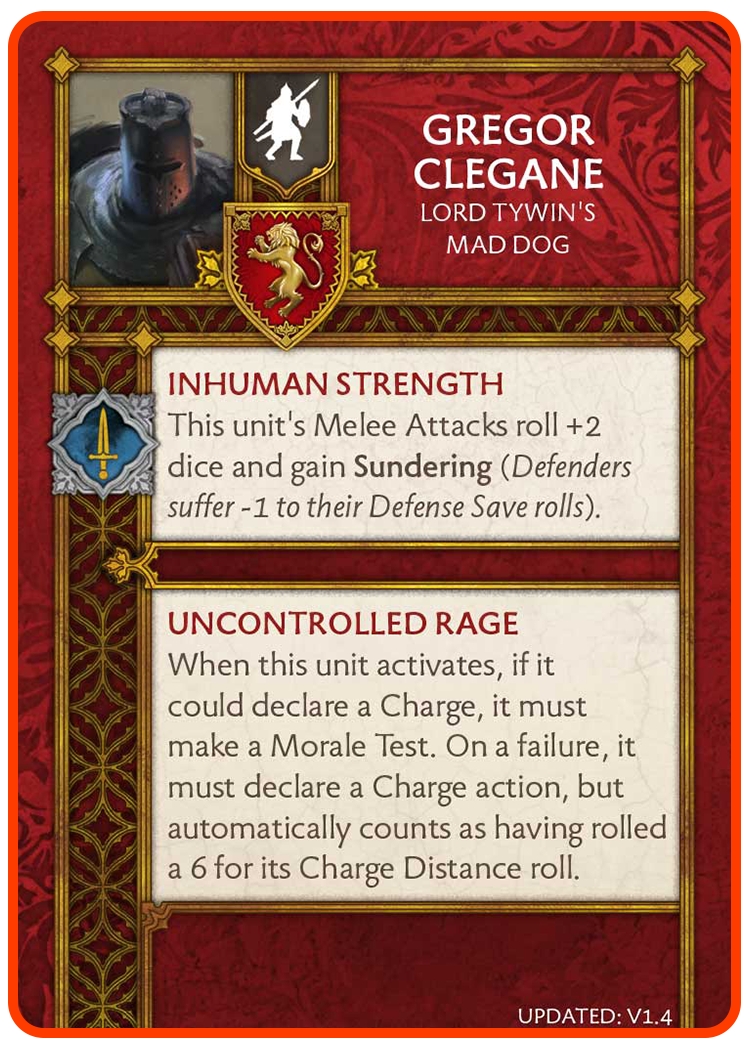 GREGOR
CLEGANE
LORD TYWIN'S
MAD DOG
INHUMAN STRENGTH
This unit's Melee Attacks roll +2
dice and gain Sundering (Defenders
suffer -1 to their Defense Save rolls).
UNCONTROLLED RAGE
When this unit activates, if it
could declare a Charge, it must
make a Morale Test. On a failure, it
must declare a Charge action, but
automatically counts as having rolled
a 6 for its Charge Distance roll.
UPDATED: V1.4